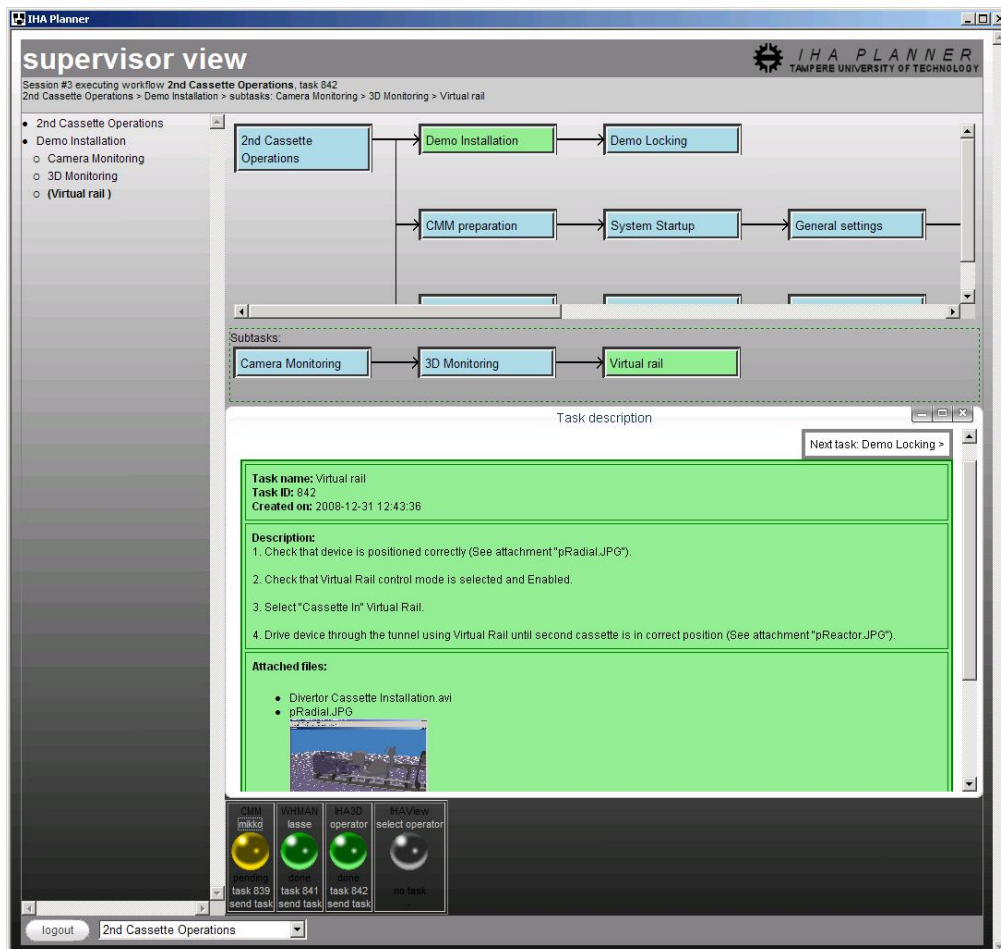 IHA Planner
supervisor view
IHA PLANNER
TAMPERE UNIVERSITY OF TECHNOLOGY
Session #3 executing workflow 2nd Cassette Operations, task 842
2nd Cassette Operations > Demo Installation > subtasks: Camera Monitoring > 3D Monitoring > Virtual rail
2nd Cassette Operations
Demo Installation
Camera Monitoring
3D Monitoring
(Virtual rail )
2nd Cassette Operations
Demo Installation
Demo Locking
CMM preparation
System Startup
General settings
Subtasks:
Camera Monitoring
3D Monitoring
Virtual rail
Task description
Next task: Demo Locking >
Task name: Virtual rail
Task ID: 842
Created on: 2008-12-31 12:43:36
Description:
1. Check that device is positioned correctly (See attachment "pRadial.JPG").
2. Check that Virtual Rail control mode is selected and Enabled.
3. Select "Cassette In" Virtual Rail.
4. Drive device through the tunnel using Virtual Rail until second cassette is in correct position (See attachment "pReactor.JPG").
Attached files:
Divertor Cassette Installation.avi
pRadial.JPG
CMM WHMAN IHA3D IHAView
mikko lasse operator select operator
pending done done no task
task 839 task 841 task 842 -
send task send task send task
logout 2nd Cassette Operations